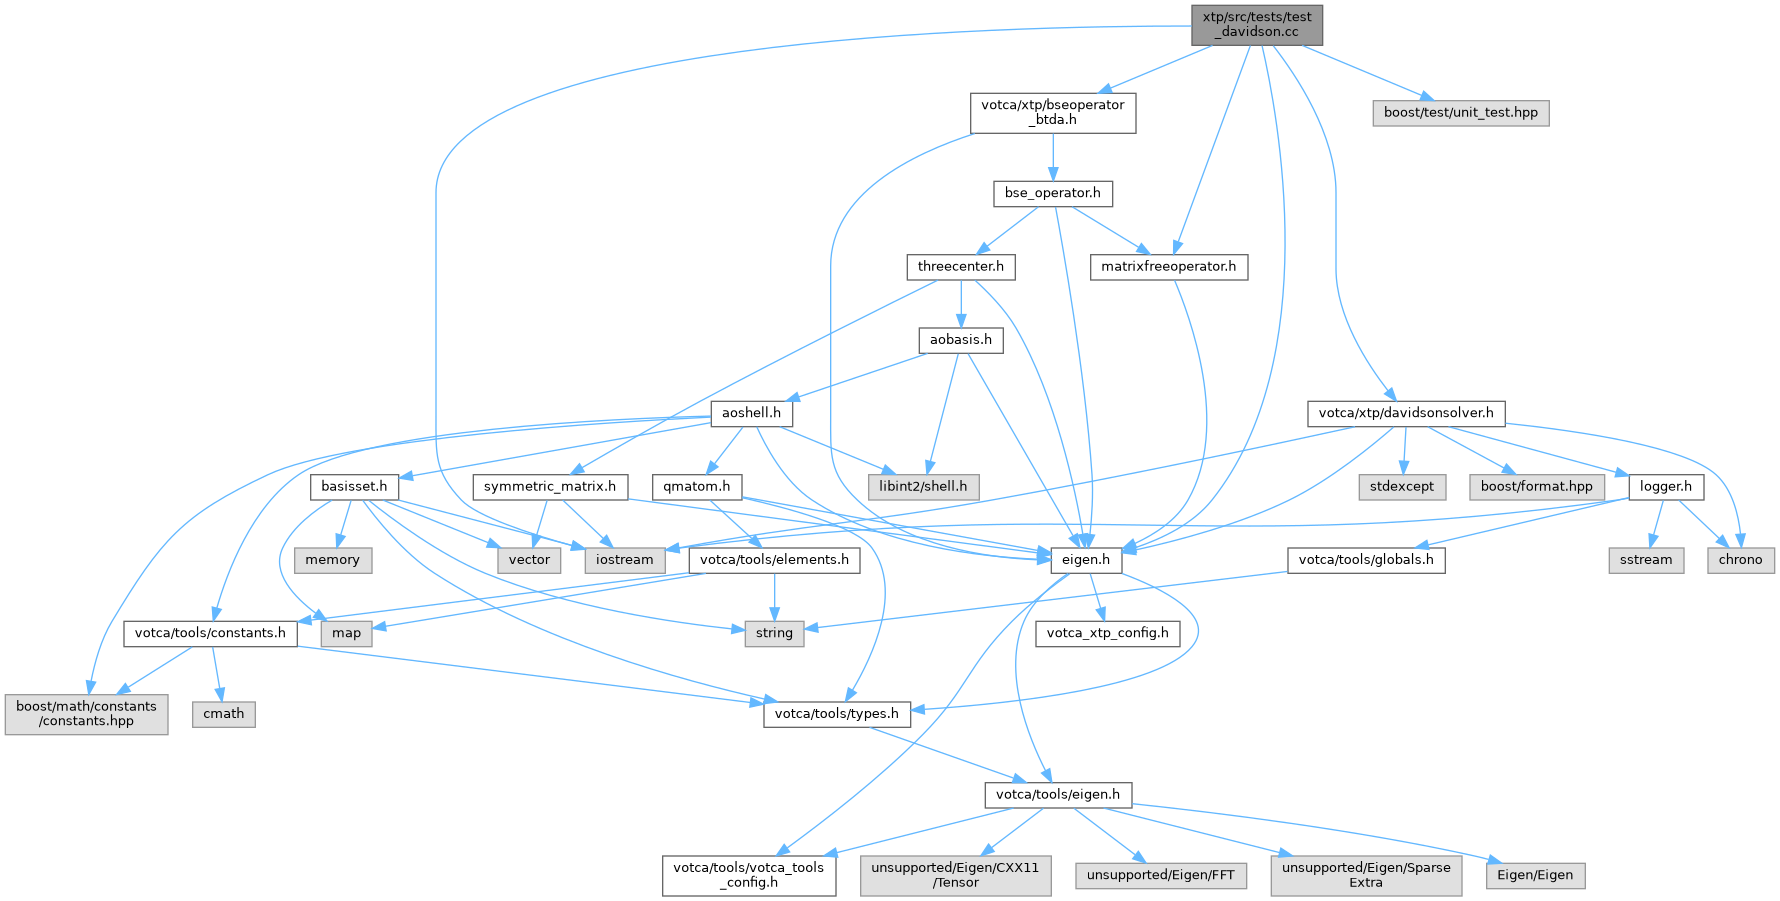 xtp/src/tests/test
_davidson.cc
votca/xtp/bseoperator
_btda.h
boost/test/unit_test.hpp
bse_operator.h
threecenter.h
matrixfreeoperator.h
aobasis.h
aoshell.h
votca/xtp/davidsonsolver.h
basisset.h
symmetric_matrix.h
qmatom.h
libint2/shell.h
stdexcept
boost/format.hpp
logger.h
memory
vector
iostream
votca/tools/elements.h
eigen.h
votca/tools/globals.h
sstream
chrono
votca/tools/constants.h
map
string
votca_xtp_config.h
boost/math/constants
/constants.hpp
cmath
votca/tools/types.h
votca/tools/eigen.h
votca/tools/votca_tools
_config.h
unsupported/Eigen/CXX11
/Tensor
unsupported/Eigen/FFT
unsupported/Eigen/Sparse
Extra
Eigen/Eigen